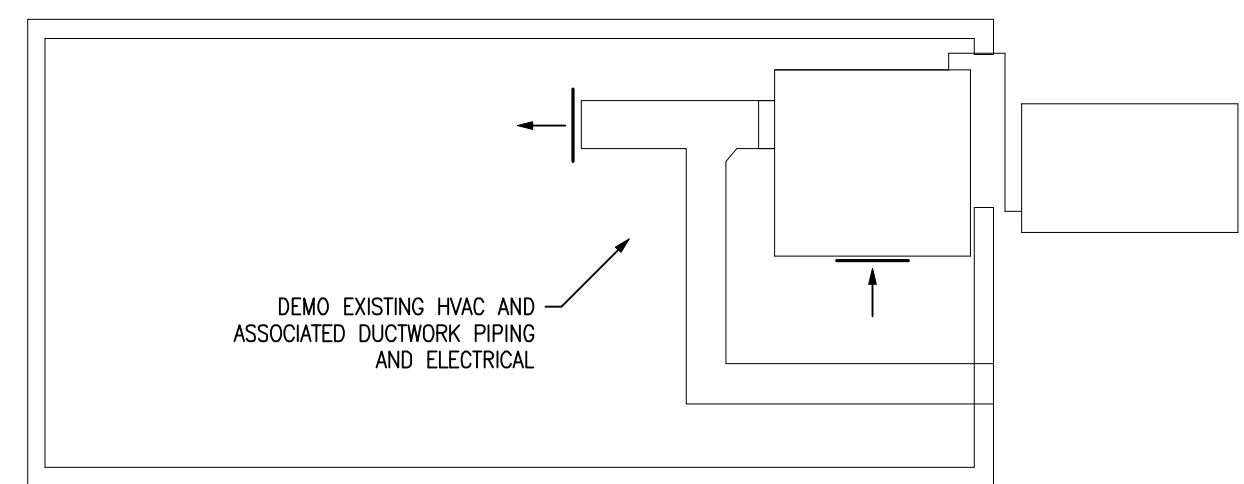 DEMO EXISTING HVAC AND
ASSOCIATED DUCTWORK PIPING
AND ELECTRICAL